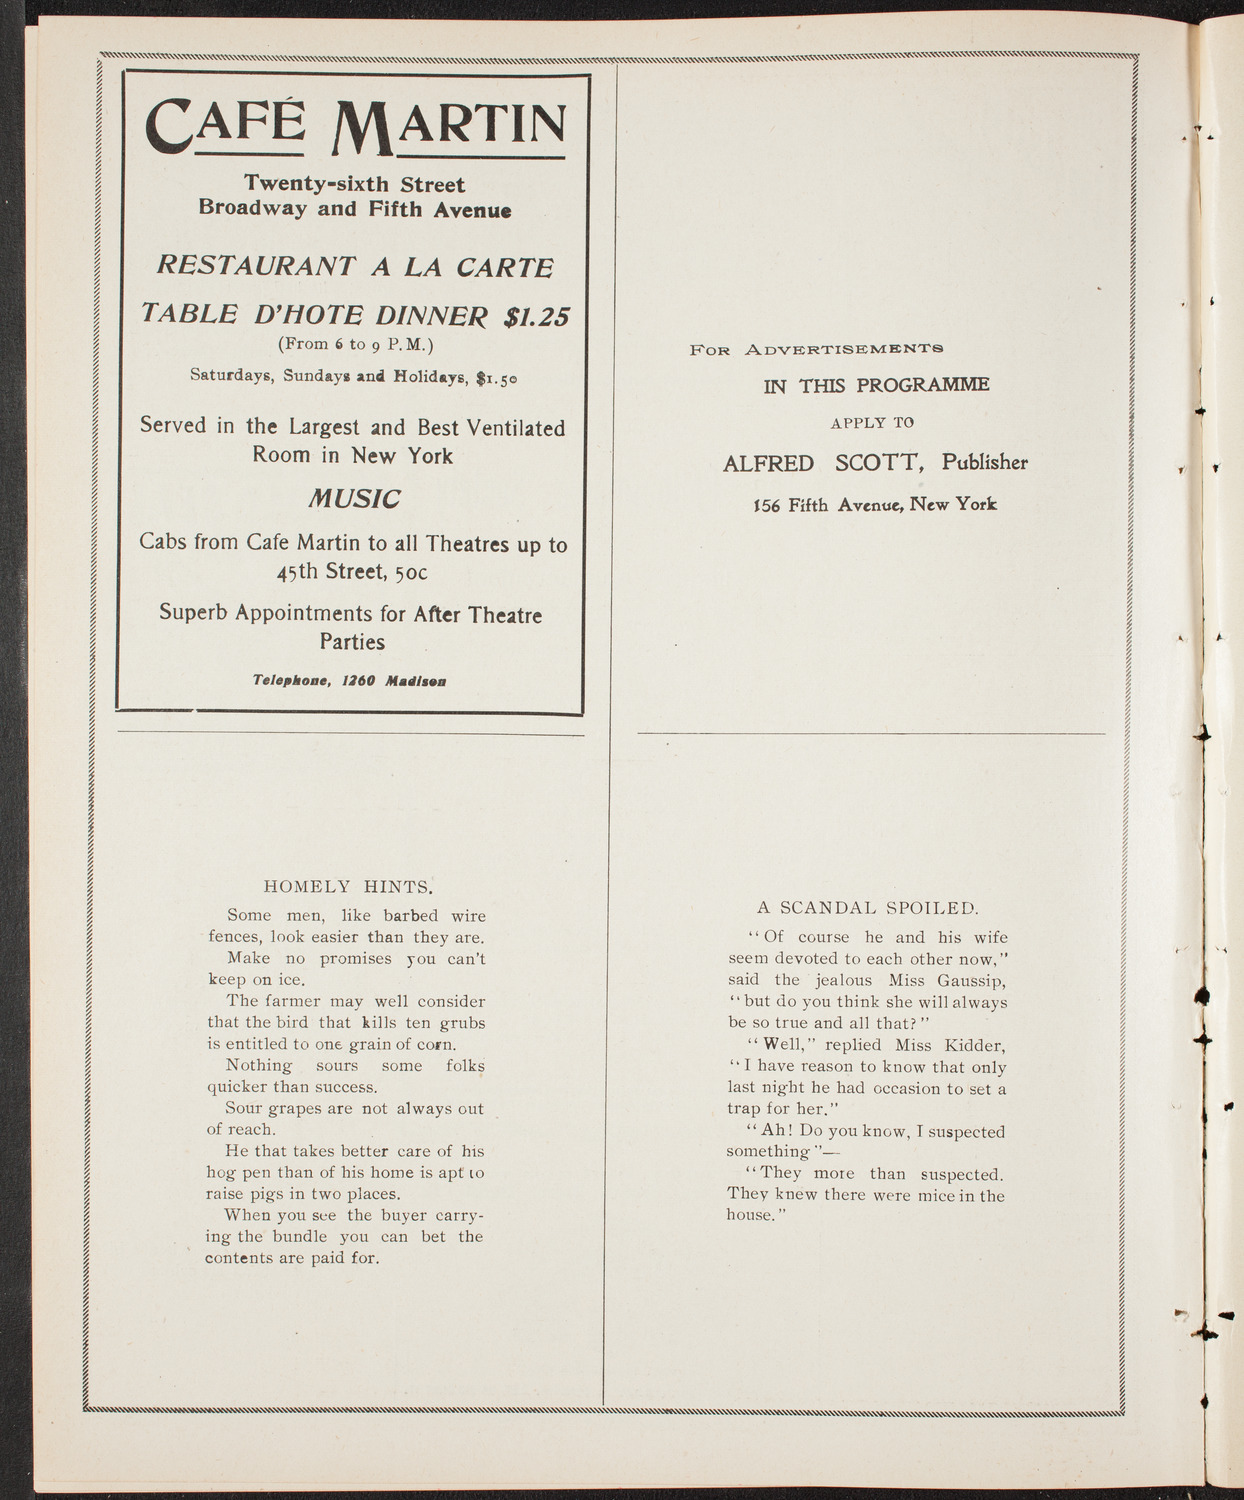 CAFÉ MARTIN
Twenty-sixth Street
Broadway and Fifth Avenue
RESTAURANT A LA CARTE
TABLE D'HOTE DINNER $1.25
(From 6 to 9 P.M.)
Saturdays, Sundays and Holidays, $1.50
Served in the Largest and Best Ventilated
Room in New York
MUSIC
Cabs from Cafe Martin to all Theatres up to
45th Street, 50c
Superb Appointments for After Theatre
Parties
Telephone, 1260 Madison
FOR ADVERTISEMENTS
IN THIS PROGRAMME
APPLY TO
ALFRED SCOTT, Publisher
156 Fifth Avenue, New York
HOMELY HINTS.
Some men, like barbed wire
fences, look easier than they are.
Make no promises you can't
keep on ice.
The farmer may well consider
that the bird that kills ten grubs
is entitled to one grain of corn.
Nothing sours some folks
quicker than success.
Sour grapes are not always out
of reach.
He that takes better care of his
hog pen than of his home is apt to
raise pigs in two places.
When you see the buyer carry-
ing the bundle you can bet the
contents are paid for.
A SCANDAL SPOILED.
"Of course he and his wife
seem devoted to each other now,"
said the jealous Miss Gaussip,
"but do you think she will always
be so true and all that?"
"Well," replied Miss Kidder,
"I have reason to know that only
last night he had occasion to set a
trap for her."
"Ah! Do you know, I suspected
something"—
"They more than suspected.
They knew there were mice in the
house."